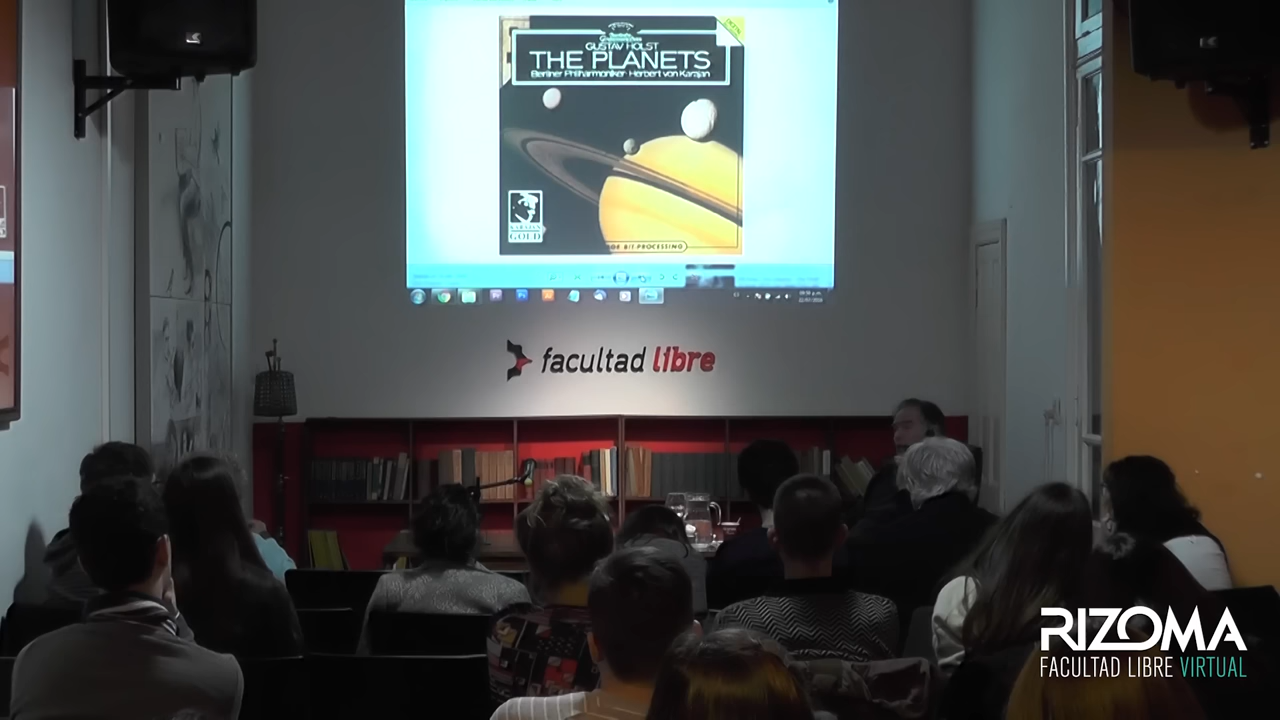 GUSTAV HOLST
THE PLANETS
Berliner Philharmoniker · Herbert von Karajan
KARAJAN
GOLD
BIT PROCESSING
facultad libre
RIZOMA
FACULTAD LIBRE VIRTUAL